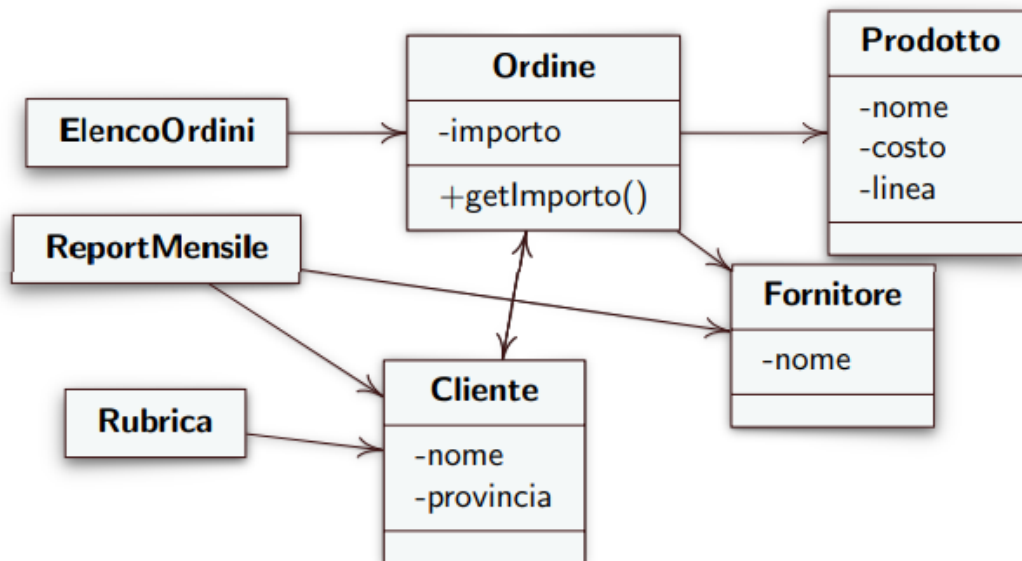 ElencoOrdini
Ordine
-importo
+getImporto()
Prodotto
-nome
-costo
-linea
ReportMensile
Fornitore
-nome
Rubrica
Cliente
-nome
-provincia